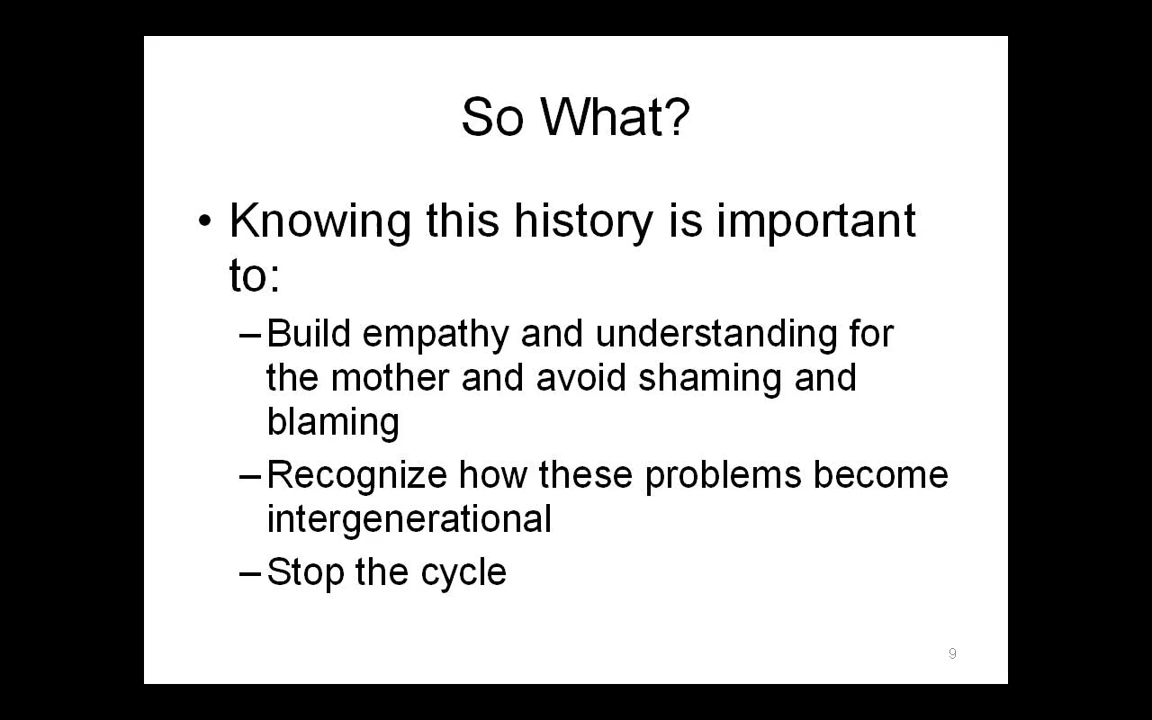 So What?
• Knowing this history is important
to:
–Build empathy and understanding for
the mother and avoid shaming and
blaming
–Recognize how these problems become
intergenerational
–Stop the cycle
9